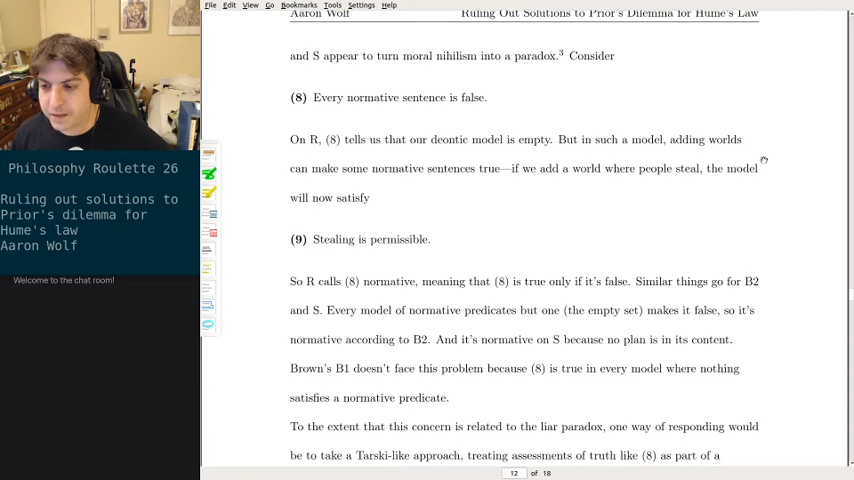 File Edit View Go Bookmarks Tools Settings Help
Aaron Wolf Ruling Out Solutions to Prior's Dilemma for Hume's Law
and S appear to turn moral nihilism into a paradox.3 Consider
(8) Every normative sentence is false.
On R, (8) tells us that our deontic model is empty. But in such a model, adding worlds
can make some normative sentences true—if we add a world where people steal, the model
will now satisfy
(9) Stealing is permissible.
So R calls (8) normative, meaning that (8) is true only if it's false. Similar things go for B2
and S. Every model of normative predicates but one (the empty set) makes it false, so it's
normative according to B2. And it's normative on S because no plan is in its content.
Brown's B1 doesn't face this problem because (8) is true in every model where nothing
satisfies a normative predicate.
To the extent that this concern is related to the liar paradox, one way of responding would
be to take a Tarski-like approach, treating assessments of truth like (8) as part of a
12 of 18
Philosophy Roulette 26
Ruling out solutions to
Prior's dilemma for
Hume's law
Aaron Wolf
Welcome to the chat room!